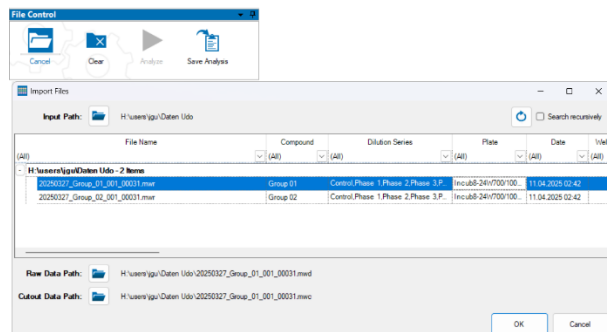 File Control
Cancel Clear Analyze Save Analysis
Import Files
Input Path: H:\users\jgu\Daten Udo Search recursively
File Name Compound Dilution Series Plate Date Wel
(All) (All) (All) (All) (All) (All)
H:\users\jgu\Daten Udo - 2 Items
20250327_Group_01_001_00031.mwr Group 01 Control,Phase 1,Phase 2,Phase 3,P... Incub8-24W700/100... 11.04.2025 02:42
20250327_Group_02_001_00031.mwr Group 02 Control,Phase 1,Phase 2,Phase 3,P... Incub8-24W700/100... 11.04.2025 02:42
Raw Data Path: H:\users\jgu\Daten Udo\20250327_Group_01_001_00031.mwd
Cutout Data Path: H:\users\jgu\Daten Udo\20250327_Group_01_001_00031.mwc
OK Cancel